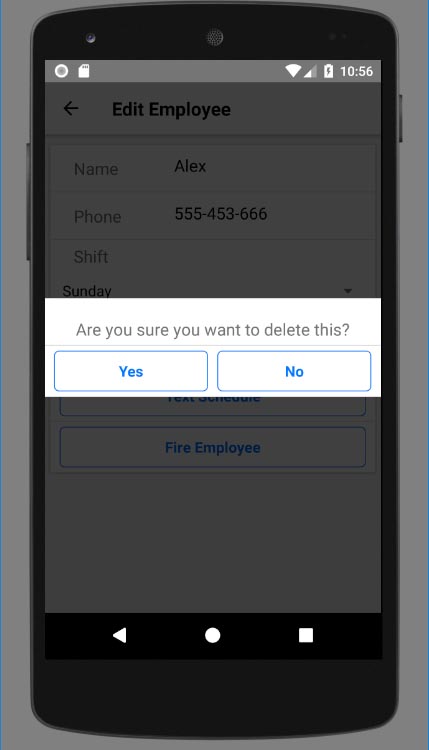 10:56
Edit Employee
Name Alex
Phone 555-453-666
Shift
Sunday
Are you sure you want to delete this?
Yes No
Text Schedule
Fire Employee